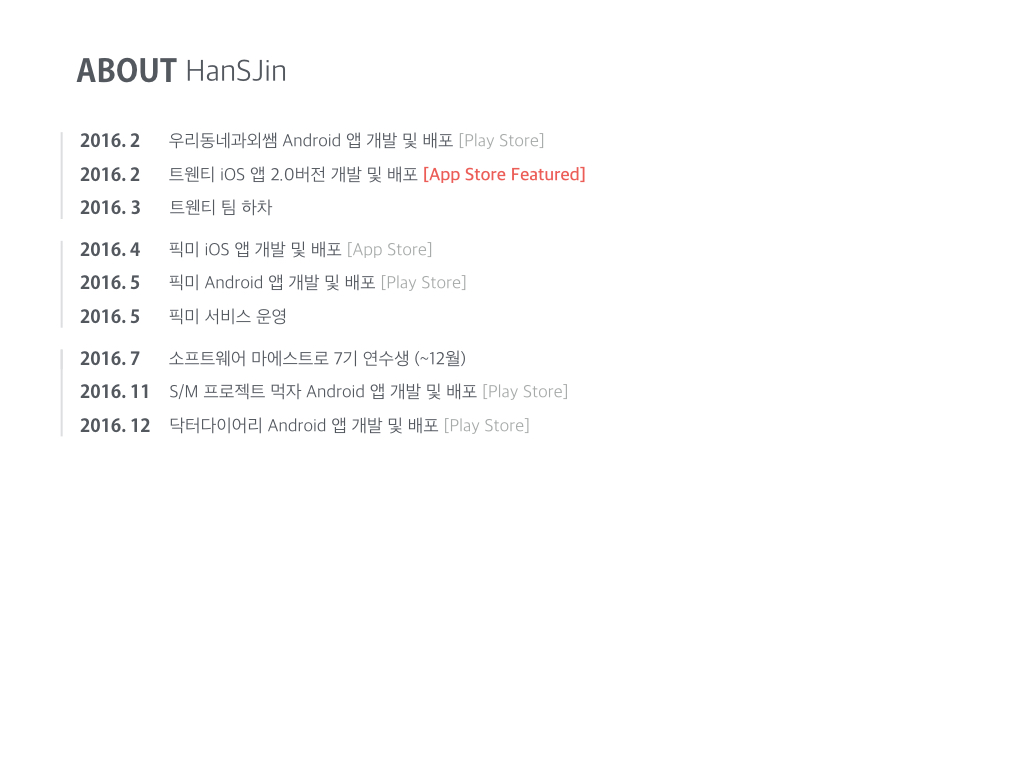 ABOUT HanSJin
2016. 2 우리동네과외쌤 Android 앱 개발 및 배포 [Play Store]
2016. 2 트웬티 iOS 앱 2.0버전 개발 및 배포 [App Store Featured]
2016. 3 트웬티 팀 하차
2016. 4 픽미 iOS 앱 개발 및 배포 [App Store]
2016. 5 픽미 Android 앱 개발 및 배포 [Play Store]
2016. 5 픽미 서비스 운영
2016. 7 소프트웨어 마에스트로 7기 연수생 (~12월)
2016. 11 S/M 프로젝트 먹자 Android 앱 개발 및 배포 [Play Store]
2016. 12 닥터다이어리 Android 앱 개발 및 배포 [Play Store]